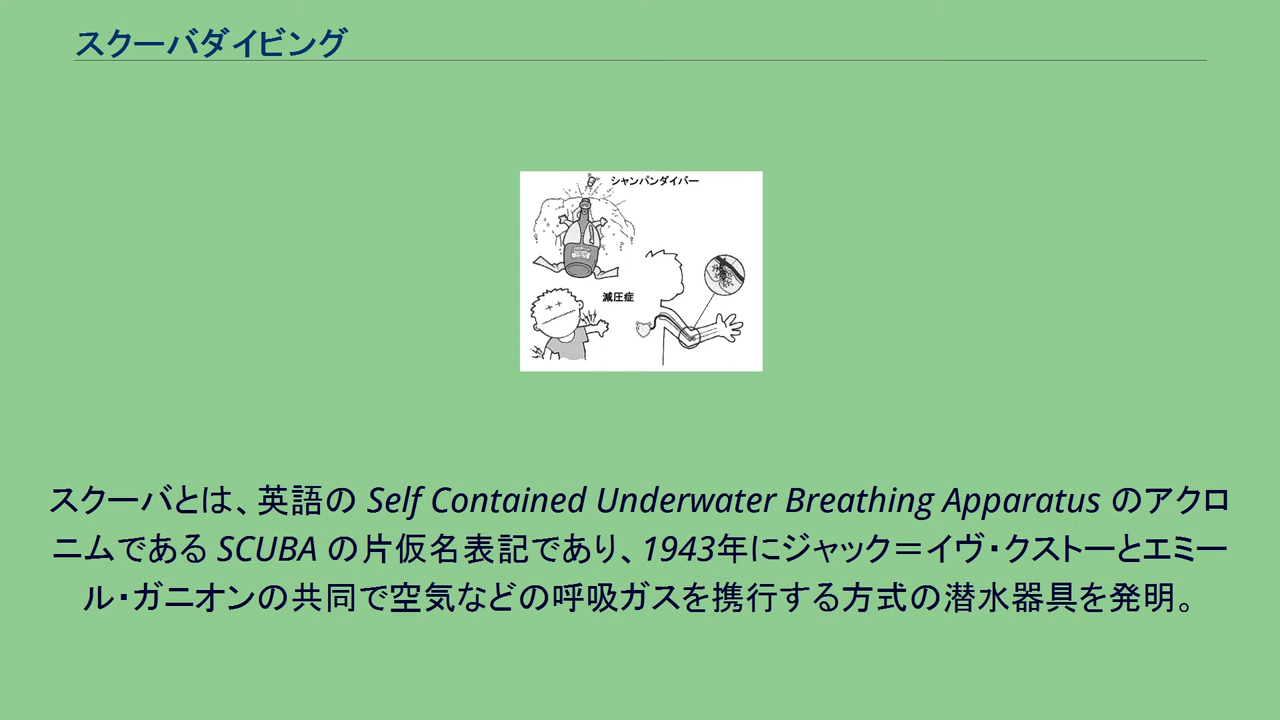 スクーバダイビング
シャンパンダイバー
減圧症
スクーバとは、英語の Self Contained Underwater Breathing Apparatus のアクロ
ニムである SCUBA の片仮名表記であり、1943年にジャック＝イヴ・クストーとエミー
ル・ガニオンの共同で空気などの呼吸ガスを携行する方式の潜水器具を発明。